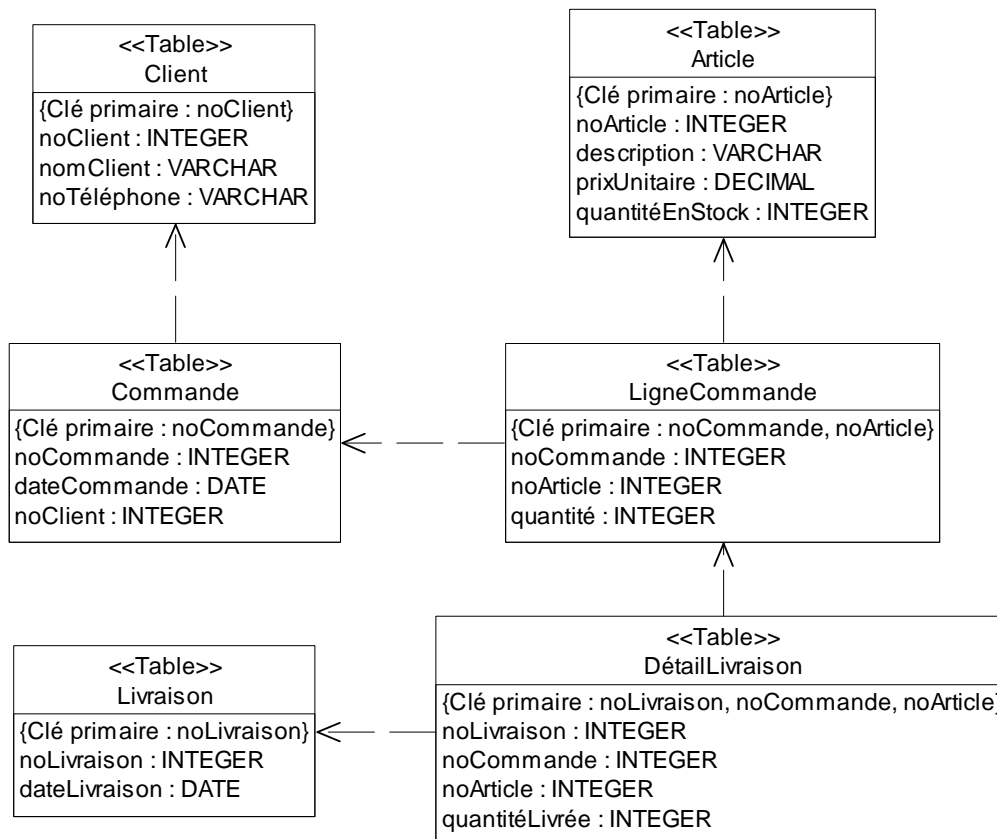 <<Table>>
Client
{Clé primaire : noClient}
noClient : INTEGER
nomClient : VARCHAR
noTéléphone : VARCHAR
<<Table>>
Article
{Clé primaire : noArticle}
noArticle : INTEGER
description : VARCHAR
prixUnitaire : DECIMAL
quantitéEnStock : INTEGER
<<Table>>
Commande
{Clé primaire : noCommande}
noCommande : INTEGER
dateCommande : DATE
noClient : INTEGER
<<Table>>
LigneCommande
{Clé primaire : noCommande, noArticle}
noCommande : INTEGER
noArticle : INTEGER
quantité : INTEGER
<<Table>>
Livraison
{Clé primaire : noLivraison}
noLivraison : INTEGER
dateLivraison : DATE
<<Table>>
DétailLivraison
{Clé primaire : noLivraison, noCommande, noArticle}
noLivraison : INTEGER
noCommande : INTEGER
noArticle : INTEGER
quantitéLivrée : INTEGER